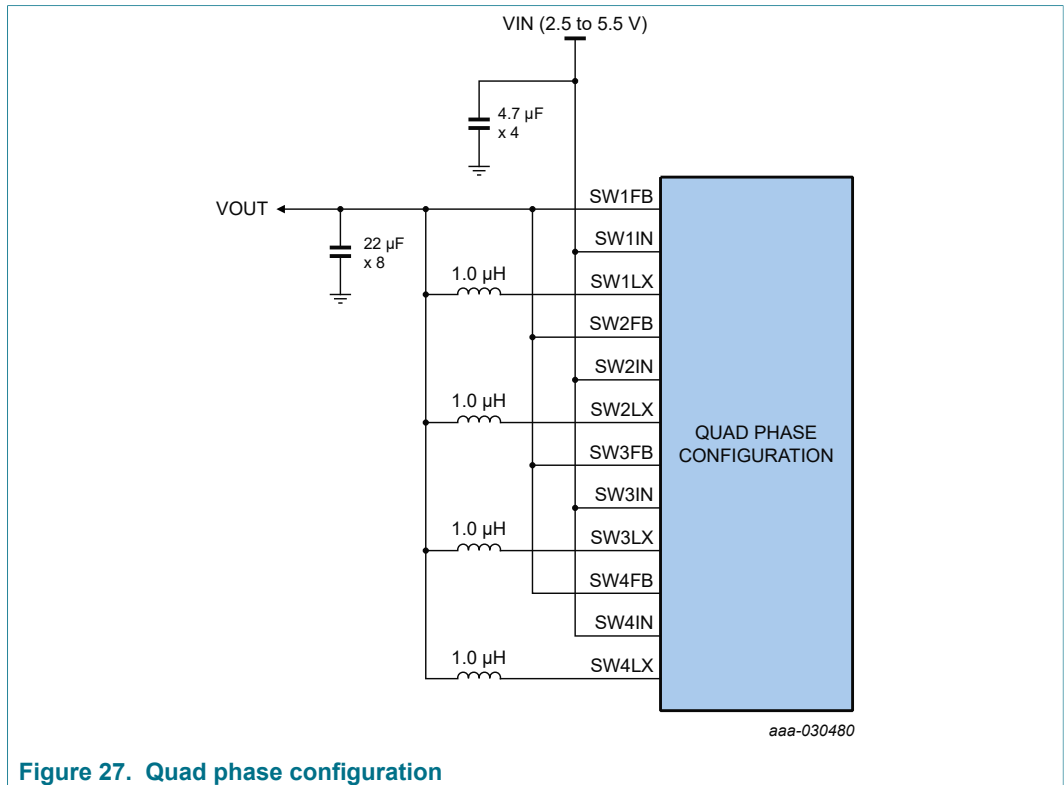 VIN (2.5 to 5.5 V)
4.7 µF
x 4
SW1FB
VOUT
SW1IN
22 µF
x 8
1.0 µH
SW1LX
SW2FB
SW2IN
1.0 µH
SW2LX
QUAD PHASE
CONFIGURATION
SW3FB
SW3IN
1.0 µH
SW3LX
SW4FB
SW4IN
1.0 µH
SW4LX
aaa-030480
Figure 27. Quad phase configuration